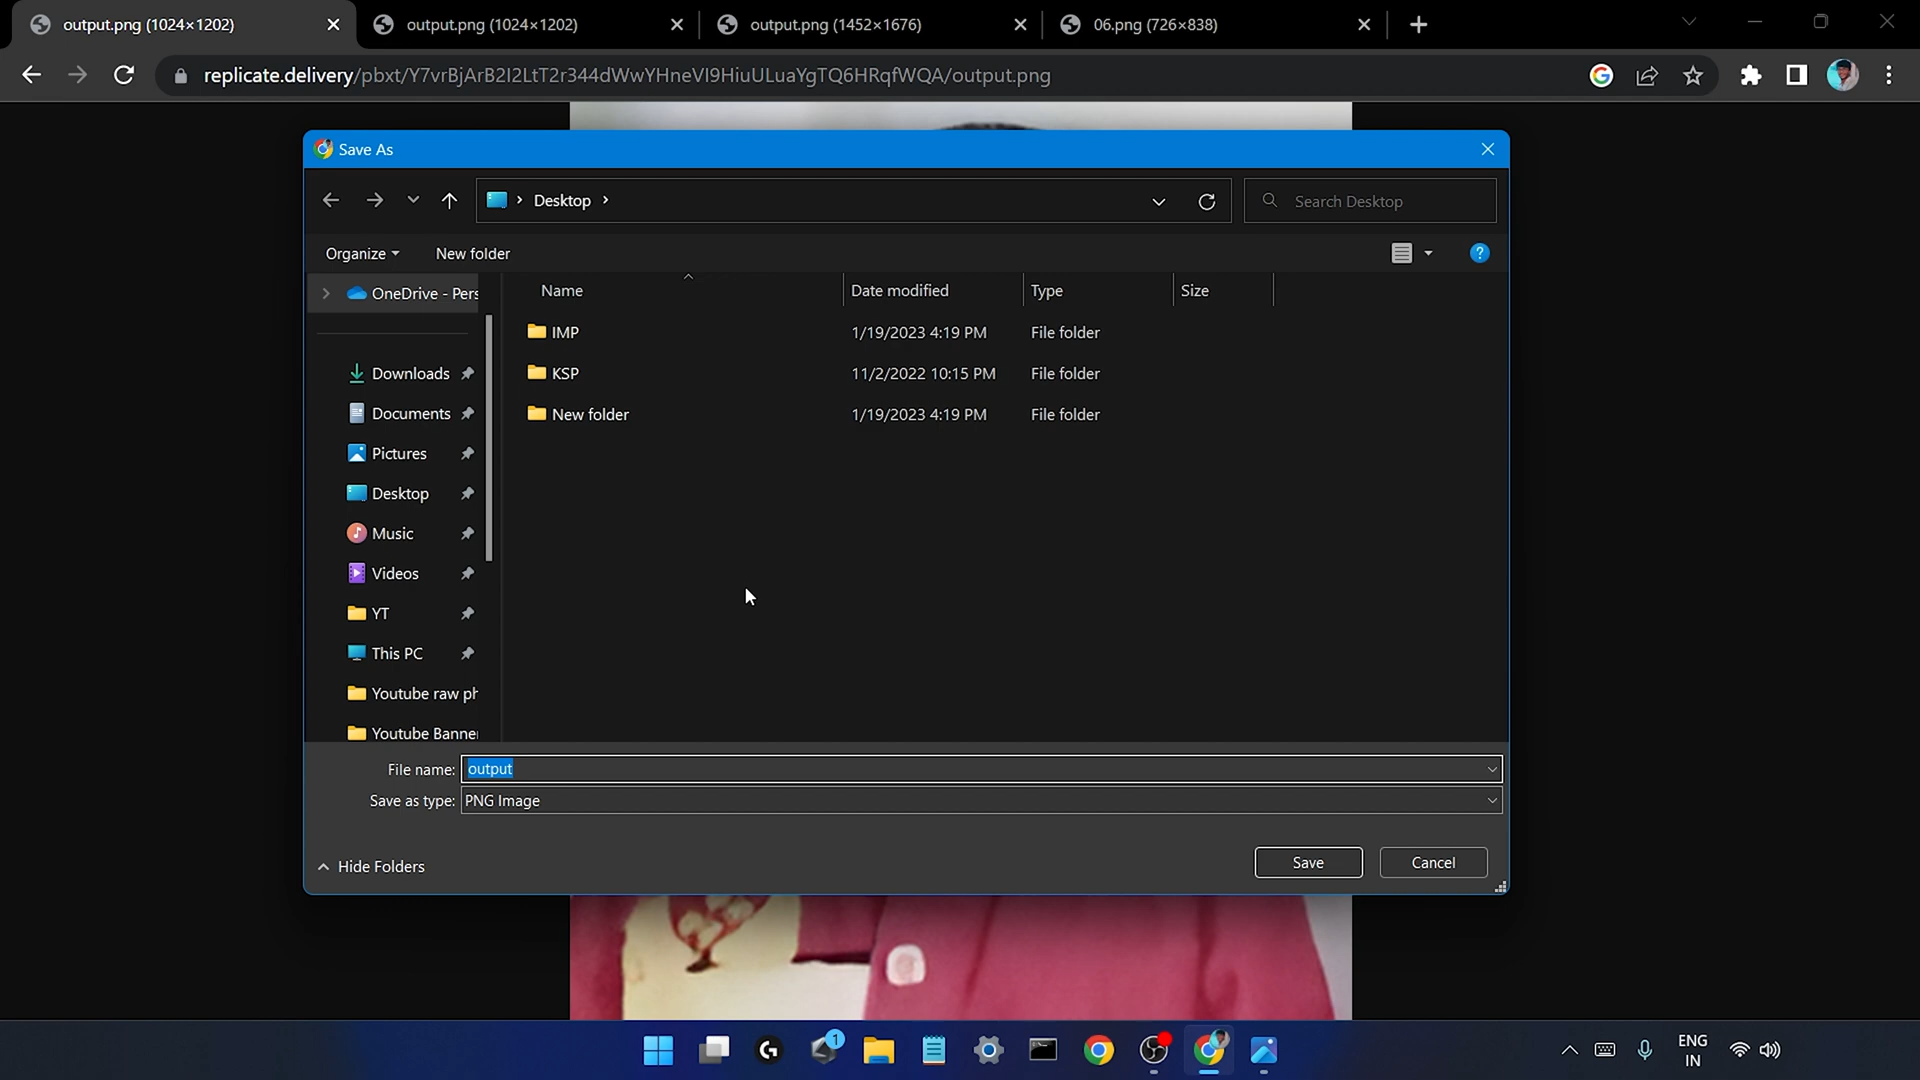 output.png (1024×1202)
output.png (1024×1202)
output.png (1452×1676)
06.png (726×838)
replicate.delivery/pbxt/Y7vrBjArB2I2LtT2r344dWwYHneVI9HiuULuaYgTQ6HRqfWQA/output.png
Save As
Desktop
Search Desktop
Organize
New folder
OneDrive - Pers
Name
Date modified
Type
Size
IMP 1/19/2023 4:19 PM File folder
KSP 11/2/2022 10:15 PM File folder
New folder 1/19/2023 4:19 PM File folder
Downloads
Documents
Pictures
Desktop
Music
Videos
YT
This PC
Youtube raw ph
Youtube Banner
File name: output
Save as type: PNG Image
Hide Folders
Save
Cancel
1
ENG
IN